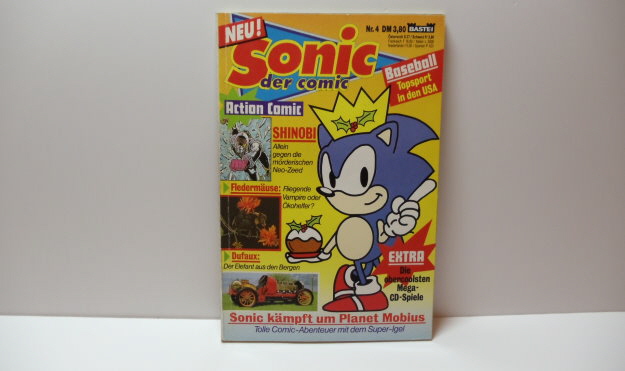 NEU!
Nr. 4 DM 3,80
BASTEI
Sonic
der comic
Baseball
Topsport
in den USA
Action Comic
SHINOBI
Allein
gegen die
mörderischen
Neo-Zeed
Fledermäuse: Fliegende
Vampire oder
Ökohelfer?
Dufaux:
Der Elefant aus den Bergen
EXTRA
Die
obercoolsten
Mega-
CD-Spiele
Sonic kämpft um Planet Mobius
Tolle Comic-Abenteuer mit dem Super-Igel